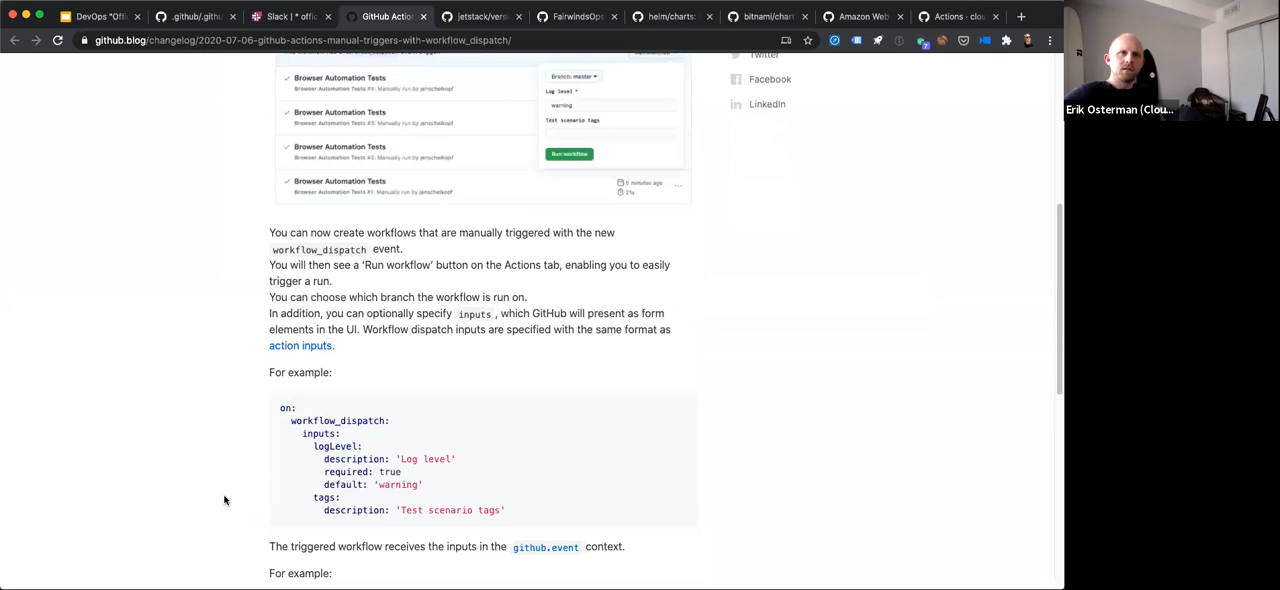 DevOps "Offi
.github/.githu
Slack | * offic
GitHub Actio
jetstack/vers
FairwindsOps
helm/charts:
bitnami/chart
Amazon Web
Actions · clou
github.blog/changelog/2020-07-06-github-actions-manual-triggers-with-workflow_dispatch/
Browser Automation Tests
Branch: master
Twitter
Facebook
LinkedIn
Log level *
warning
Browser Automation Tests
Test scenario tags
Browser Automation Tests
Run workflow
Browser Automation Tests
5 minutes ago
21s
Erik Osterman (Clou...
You can now create workflows that are manually triggered with the new
workflow_dispatch event.
You will then see a 'Run workflow' button on the Actions tab, enabling you to easily
trigger a run.
You can choose which branch the workflow is run on.
In addition, you can optionally specify inputs, which GitHub will present as form
elements in the UI. Workflow dispatch inputs are specified with the same format as
action inputs.
For example:
on:
workflow_dispatch:
inputs:
logLevel:
description: 'Log level'
required: true
default: 'warning'
tags:
description: 'Test scenario tags'
The triggered workflow receives the inputs in the github.event context.
For example: